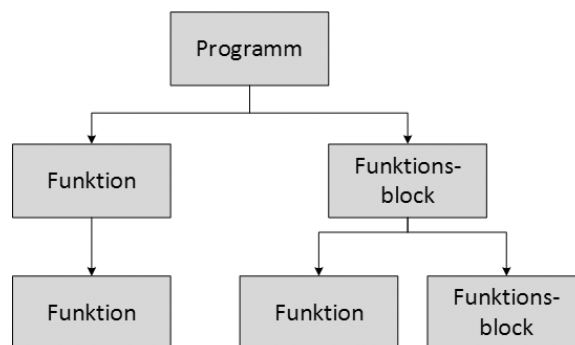 Programm
Funktion
Funktions-
block
Funktion
Funktion
Funktions-
block